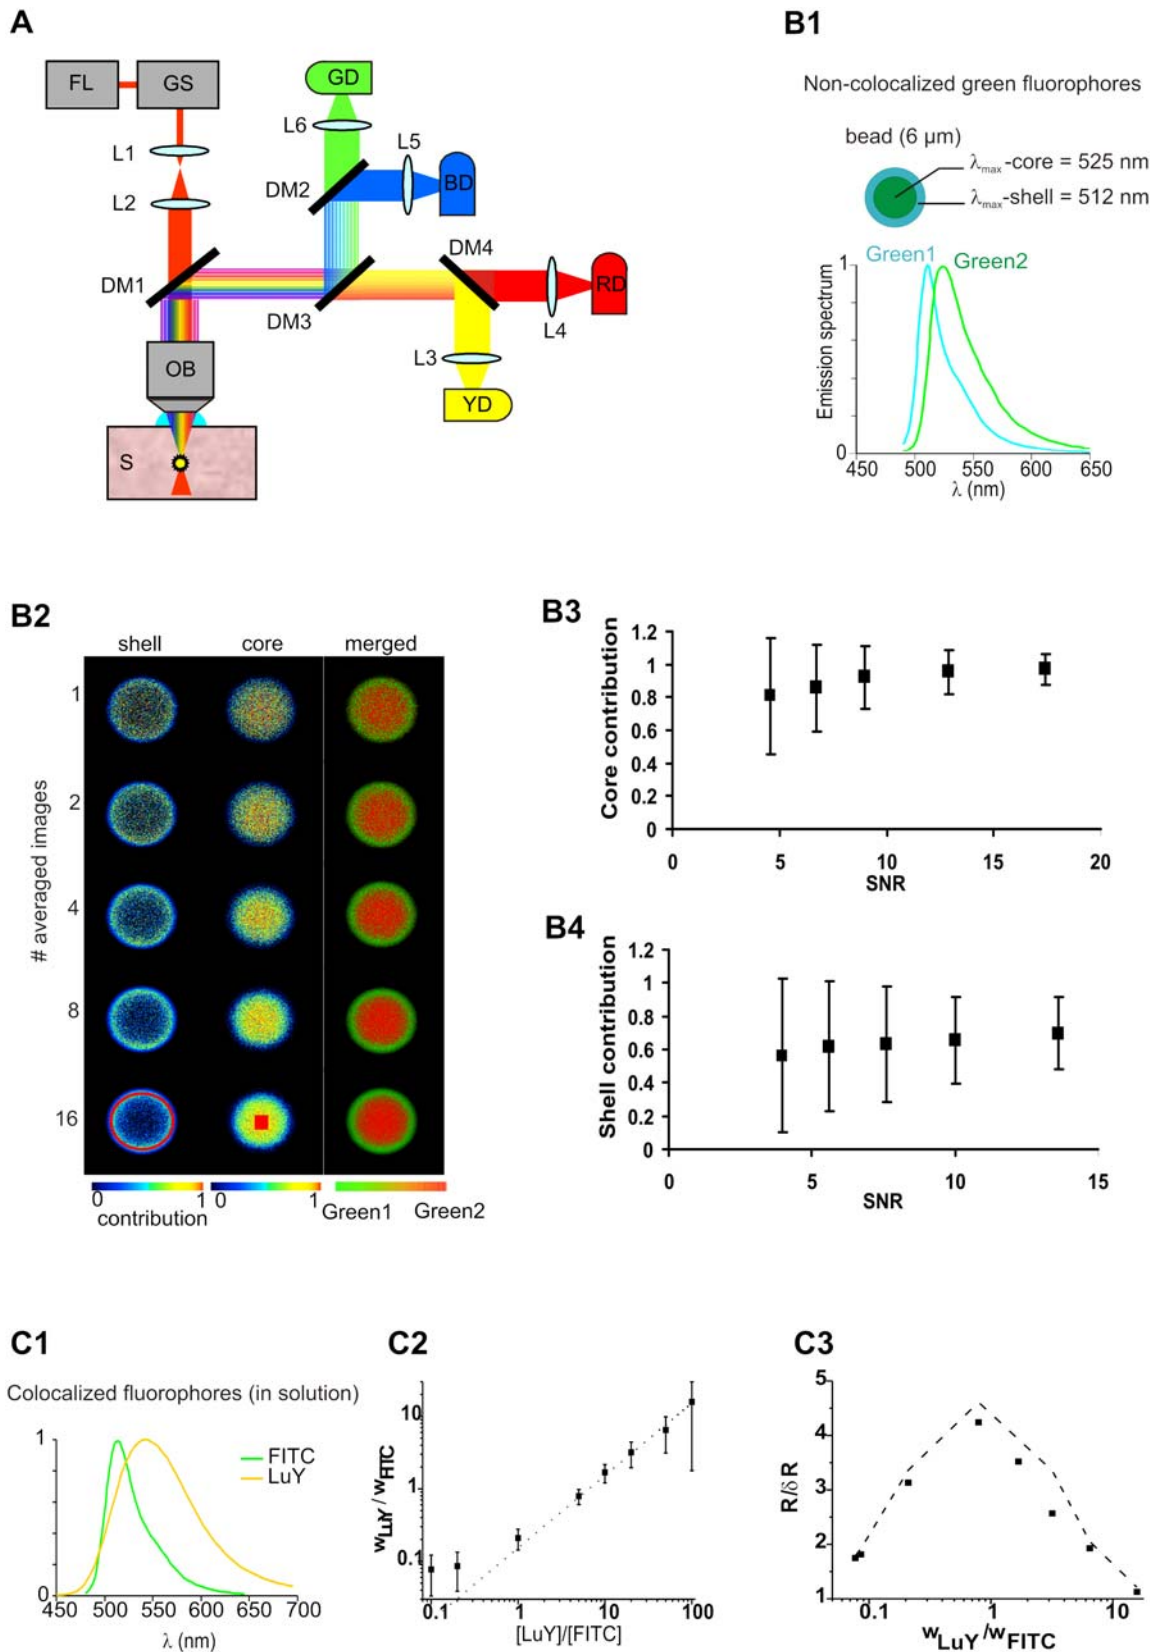 A
FL
GS
L1
L2
DM1
OB
S
GD
L6
L5
BD
DM2
DM3
DM4
RD
L4
L3
YD
B1
Non-colocalized green fluorophores
bead (6 µm)
λmax-core = 525 nm
λmax-shell = 512 nm
Green1
Green2
Emission spectrum
1
0
450 500 550 600 650
λ (nm)
B2
shell core merged
# averaged images
1
2
4
8
16
0 1 0 1
contribution
Green1 Green2
B3
Core contribution
1.2
1
0.8
0.6
0.4
0.2
0
0 5 10 15 20
SNR
B4
Shell contribution
1.2
1
0.8
0.6
0.4
0.2
0
0 5 10 15
SNR
C1
Colocalized fluorophores (in solution)
1
0
FITC
LuY
450 500 550 600 650 700
λ (nm)
C2
wLuY/wFITC
10
1
0.1
0.1 1 10 100
[LuY]/[FITC]
C3
R/δR
5
4
3
2
1
0.1 1 10
wLuY/wFITC